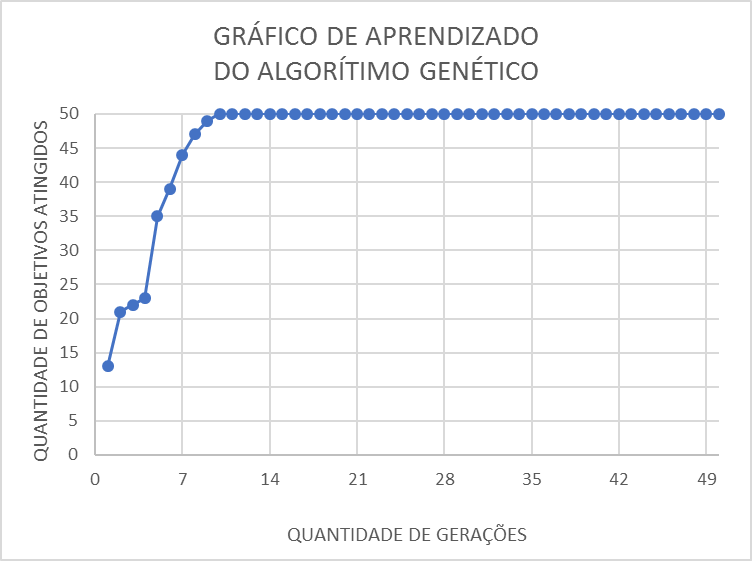 GRÁFICO DE APRENDIZADO
DO ALGORÍTIMO GENÉTICO
QUANTIDADE DE OBJETIVOS ATINGIDOS
50
45
40
35
30
25
20
15
10
5
0
0 7 14 21 28 35 42 49
QUANTIDADE DE GERAÇÕES